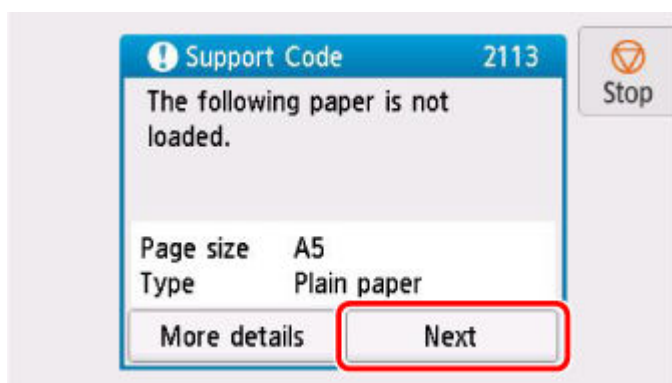 Support Code 2113
Stop
The following paper is not
loaded.
Page size A5
Type Plain paper
More details Next